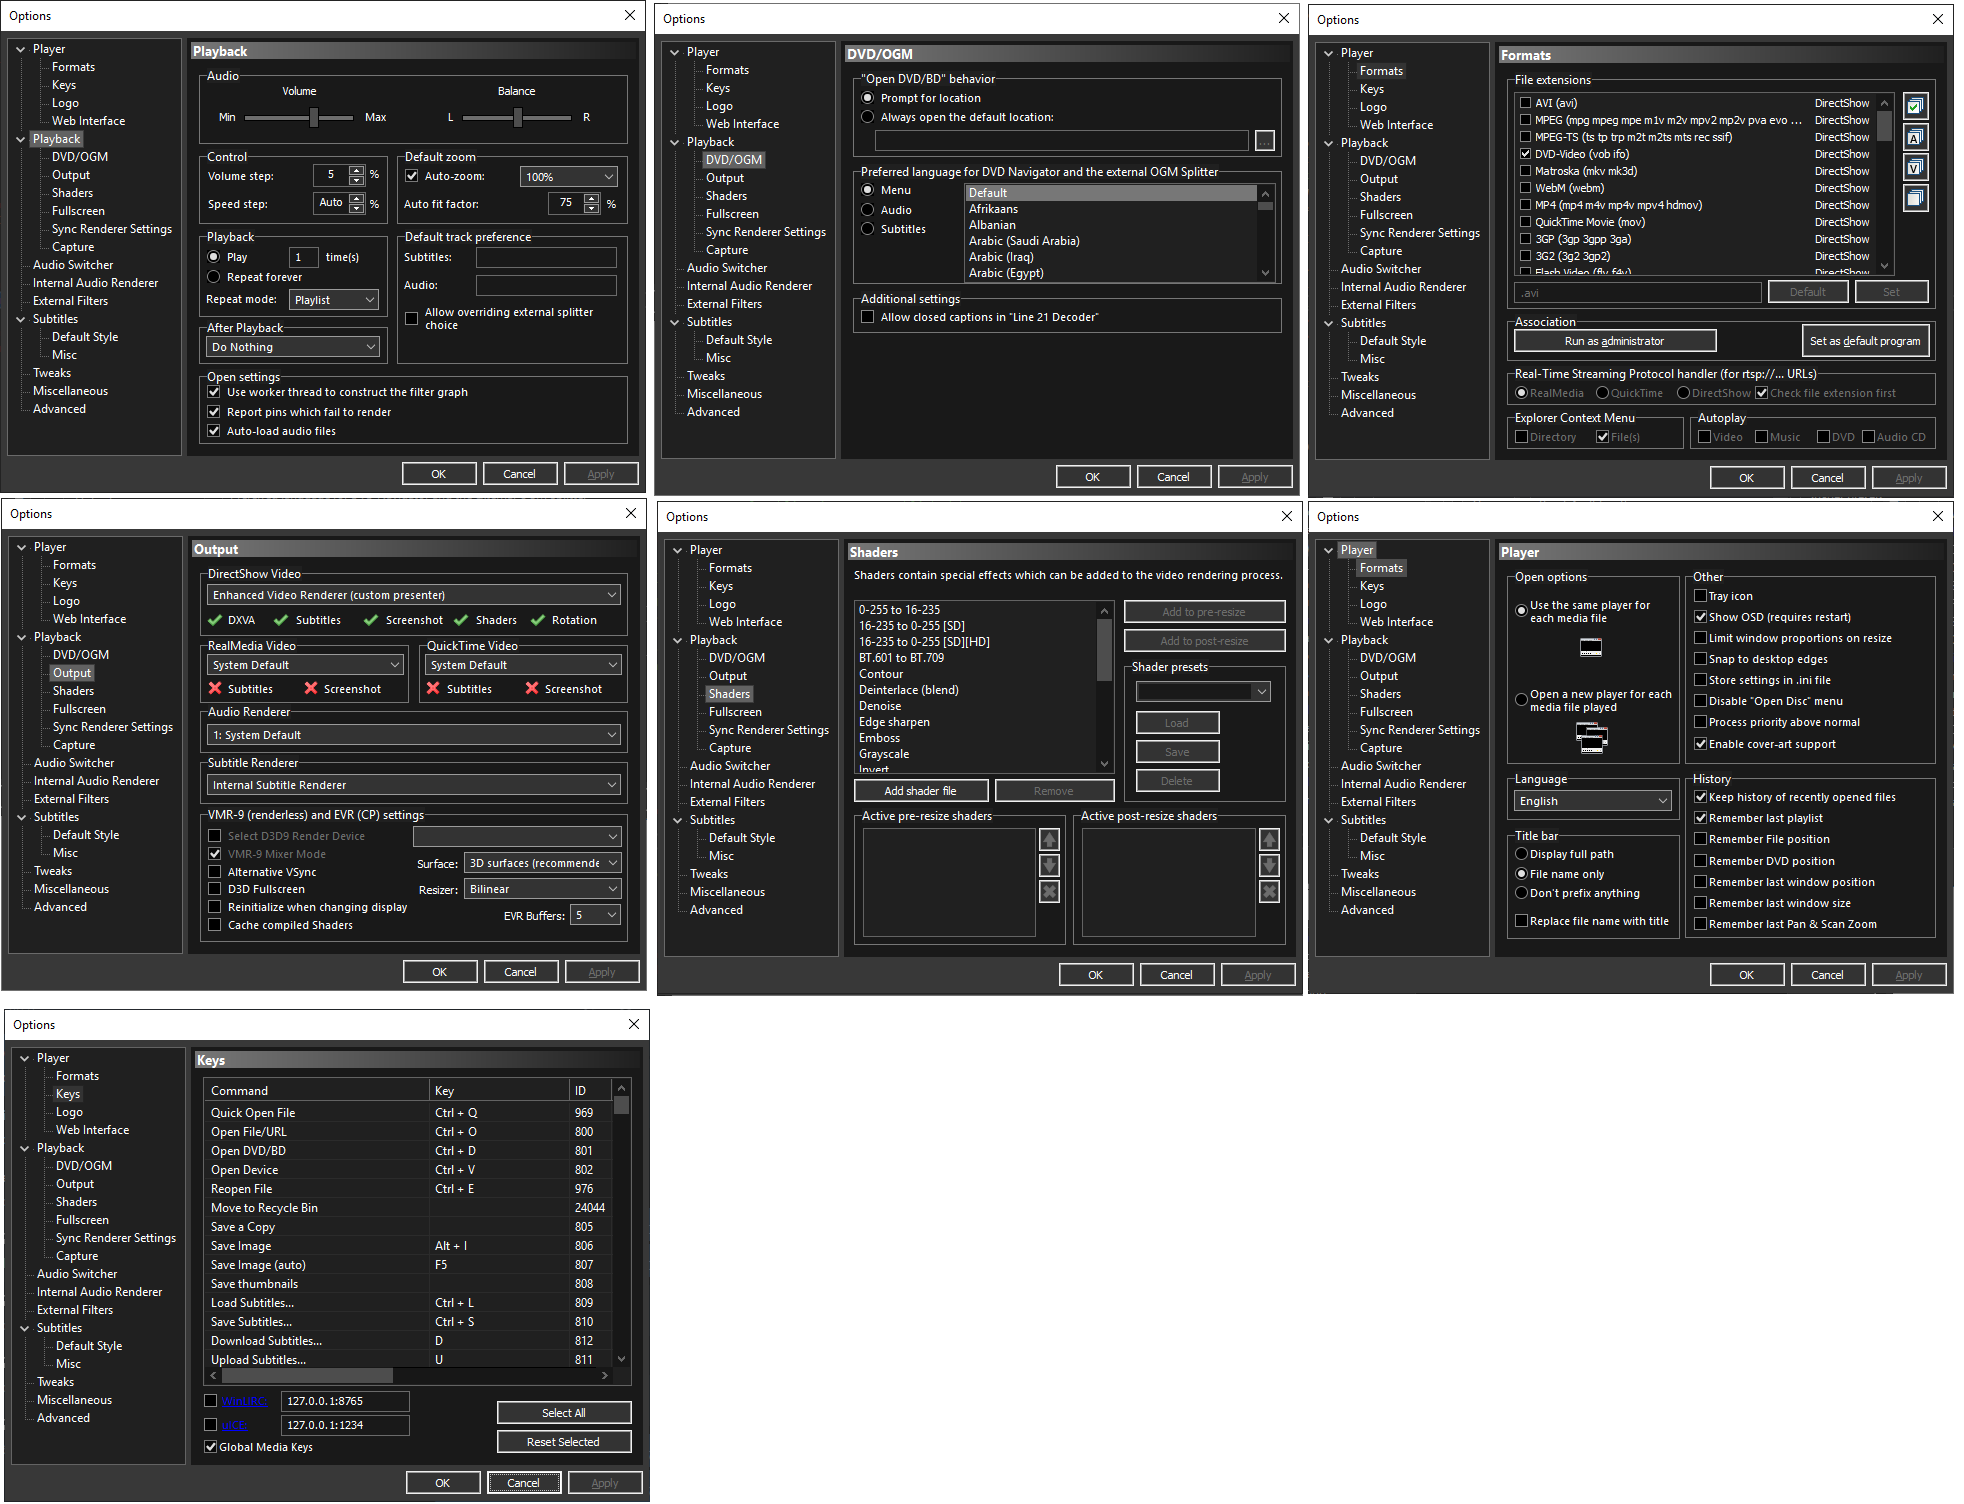 Options
Player
Formats
Keys
Logo
Web Interface
Playback
DVD/OGM
Output
Shaders
Fullscreen
Sync Renderer Settings
Capture
Audio Switcher
Internal Audio Renderer
External Filters
Subtitles
Default Style
Misc
Tweaks
Miscellaneous
Advanced
Playback
Audio
Volume
Balance
Min Max L R
Control
Volume step: 5 %
Speed step: Auto %
Default zoom
Auto-zoom: 100%
Auto fit factor: 75 %
Playback
Play 1 time(s)
Repeat forever
Repeat mode: Playlist
Default track preference
Subtitles:
Audio:
Allow overriding external splitter
choice
After Playback
Do Nothing
Open settings
Use worker thread to construct the filter graph
Report pins which fail to render
Auto-load audio files
OK Cancel Apply
Options
Player
Formats
Keys
Logo
Web Interface
Playback
DVD/OGM
Output
Shaders
Fullscreen
Sync Renderer Settings
Capture
Audio Switcher
Internal Audio Renderer
External Filters
Subtitles
Default Style
Misc
Tweaks
Miscellaneous
Advanced
DVD/OGM
"Open DVD/BD" behavior
Prompt for location
Always open the default location:
...
Preferred language for DVD Navigator and the external OGM Splitter
Menu
Audio
Subtitles
Default
Afrikaans
Albanian
Arabic (Saudi Arabia)
Arabic (Iraq)
Arabic (Egypt)
Additional settings
Allow closed captions in "Line 21 Decoder"
OK Cancel Apply
Options
Player
Formats
Keys
Logo
Web Interface
Playback
DVD/OGM
Output
Shaders
Fullscreen
Sync Renderer Settings
Capture
Audio Switcher
Internal Audio Renderer
External Filters
Subtitles
Default Style
Misc
Tweaks
Miscellaneous
Advanced
Formats
File extensions
AVI (avi) DirectShow
MPEG (mpg mpeg mpe m1v m2v mpv2 mp2v pva evo ... DirectShow
MPEG-TS (ts tp trp m2t m2ts mts rec ssif) DirectShow
DVD-Video (vob ifo) DirectShow
Matroska (mkv mk3d) DirectShow
WebM (webm) DirectShow
MP4 (mp4 m4v mp4v mpv4 hdmov) DirectShow
QuickTime Movie (mov) DirectShow
3GP (3gp 3gpp 3ga) DirectShow
3G2 (3g2 3gp2) DirectShow
Flash Video (flv f4v) DirectShow
A
V
.avi Default Set
Association
Run as administrator Set as default program
Real-Time Streaming Protocol handler (for rtsp://... URLs)
RealMedia QuickTime DirectShow Check file extension first
Explorer Context Menu
Directory File(s)
Autoplay
Video Music DVD Audio CD
OK Cancel Apply
Options
Player
Formats
Keys
Logo
Web Interface
Playback
DVD/OGM
Output
Shaders
Fullscreen
Sync Renderer Settings
Capture
Audio Switcher
Internal Audio Renderer
External Filters
Subtitles
Default Style
Misc
Tweaks
Miscellaneous
Advanced
Output
DirectShow Video
Enhanced Video Renderer (custom presenter)
DXVA Subtitles Screenshot Shaders Rotation
RealMedia Video
System Default
Subtitles Screenshot
QuickTime Video
System Default
Subtitles Screenshot
Audio Renderer
1: System Default
Subtitle Renderer
Internal Subtitle Renderer
VMR-9 (renderless) and EVR (CP) settings
Select D3D9 Render Device
VMR-9 Mixer Mode
Alternative VSync
D3D Fullscreen
Reinitialize when changing display
Cache compiled Shaders
Surface: 3D surfaces (recommende
Resizer: Bilinear
EVR Buffers: 5
OK Cancel Apply
Options
Player
Formats
Keys
Logo
Web Interface
Playback
DVD/OGM
Output
Shaders
Fullscreen
Sync Renderer Settings
Capture
Audio Switcher
Internal Audio Renderer
External Filters
Subtitles
Default Style
Misc
Tweaks
Miscellaneous
Advanced
Shaders
Shaders contain special effects which can be added to the video rendering process.
0-255 to 16-235
16-235 to 0-255 [SD]
16-235 to 0-255 [SD][HD]
BT.601 to BT.709
Contour
Deinterlace (blend)
Denoise
Edge sharpen
Emboss
Grayscale
Invert
Add to pre-resize
Add to post-resize
Shader presets
Load
Save
Delete
Add shader file Remove
Active pre-resize shaders
Active post-resize shaders
OK Cancel Apply
Options
Player
Formats
Keys
Logo
Web Interface
Playback
DVD/OGM
Output
Shaders
Fullscreen
Sync Renderer Settings
Capture
Audio Switcher
Internal Audio Renderer
External Filters
Subtitles
Default Style
Misc
Tweaks
Miscellaneous
Advanced
Player
Open options
Use the same player for
each media file
Open a new player for each
media file played
Other
Tray icon
Show OSD (requires restart)
Limit window proportions on resize
Snap to desktop edges
Store settings in .ini file
Disable "Open Disc" menu
Process priority above normal
Enable cover-art support
Language
English
Title bar
Display full path
File name only
Don't prefix anything
Replace file name with title
History
Keep history of recently opened files
Remember last playlist
Remember File position
Remember DVD position
Remember last window position
Remember last window size
Remember last Pan & Scan Zoom
OK Cancel Apply
Options
Player
Formats
Keys
Logo
Web Interface
Playback
DVD/OGM
Output
Shaders
Fullscreen
Sync Renderer Settings
Capture
Audio Switcher
Internal Audio Renderer
External Filters
Subtitles
Default Style
Misc
Tweaks
Miscellaneous
Advanced
Keys
Command Key ID
Quick Open File Ctrl + Q 969
Open File/URL Ctrl + O 800
Open DVD/BD Ctrl + D 801
Open Device Ctrl + V 802
Reopen File Ctrl + E 976
Move to Recycle Bin 24044
Save a Copy 805
Save Image Alt + I 806
Save Image (auto) F5 807
Save thumbnails 808
Load Subtitles... Ctrl + L 809
Save Subtitles... Ctrl + S 810
Download Subtitles... D 812
Upload Subtitles... U 811
127.0.0.1:8765
127.0.0.1:1234
Global Media Keys
Select All
Reset Selected
OK Cancel Apply